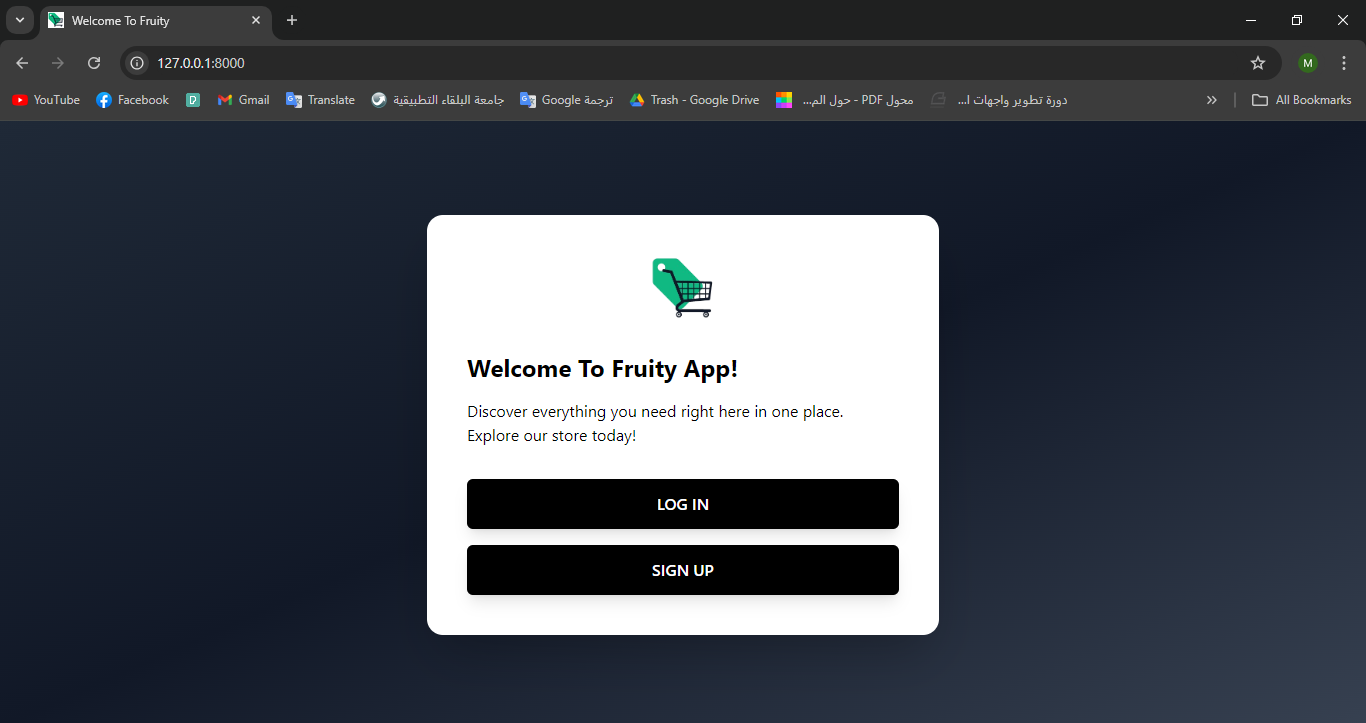 Welcome To Fruity
127.0.0.1:8000
M
YouTube
Facebook
D
Gmail
Translate
جامعة البلقاء التطبيقية
ترجمة Google
Trash - Google Drive
محول PDF - حول الم...
دورة تطوير واجهات ا...
All Bookmarks
Welcome To Fruity App!
Discover everything you need right here in one place.
Explore our store today!
LOG IN
SIGN UP